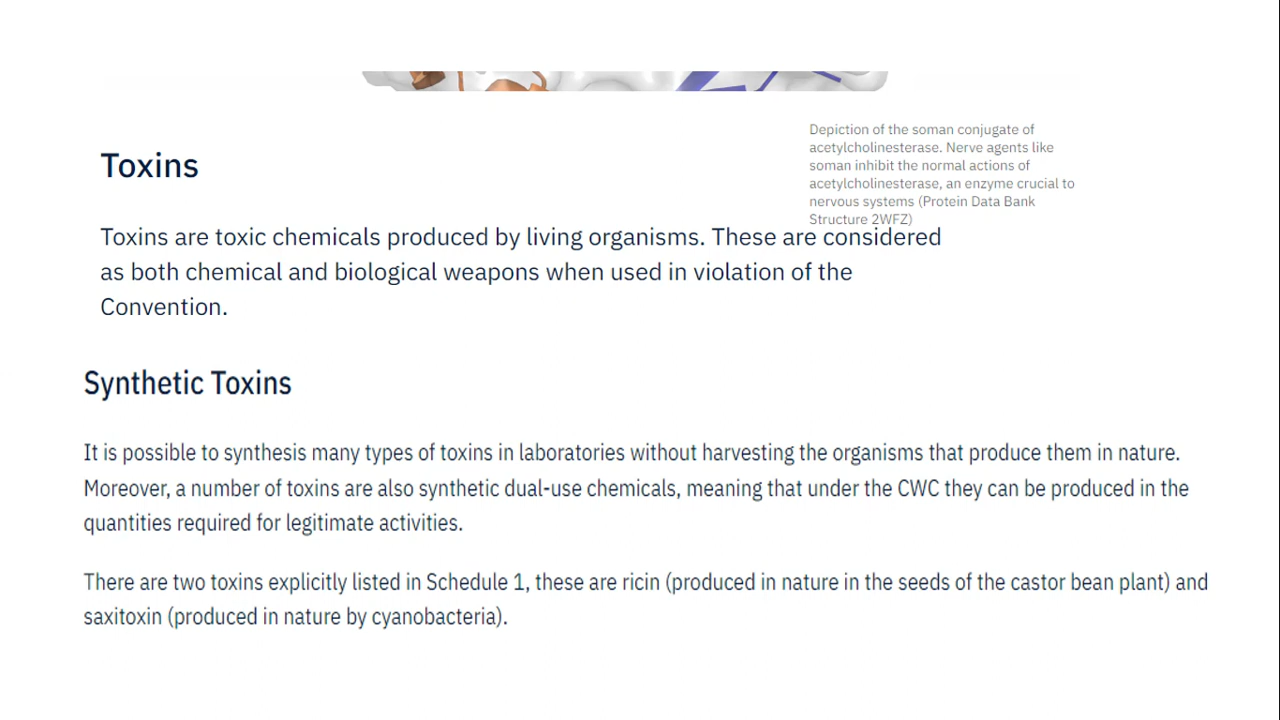 Depiction of the soman conjugate of
acetylcholinesterase. Nerve agents like
soman inhibit the normal actions of
acetylcholinesterase, an enzyme crucial to
nervous systems (Protein Data Bank
Structure 2WFZ)
Toxins
Toxins are toxic chemicals produced by living organisms. These are considered
as both chemical and biological weapons when used in violation of the
Convention.
Synthetic Toxins
It is possible to synthesis many types of toxins in laboratories without harvesting the organisms that produce them in nature.
Moreover, a number of toxins are also synthetic dual-use chemicals, meaning that under the CWC they can be produced in the
quantities required for legitimate activities.
There are two toxins explicitly listed in Schedule 1, these are ricin (produced in nature in the seeds of the castor bean plant) and
saxitoxin (produced in nature by cyanobacteria).